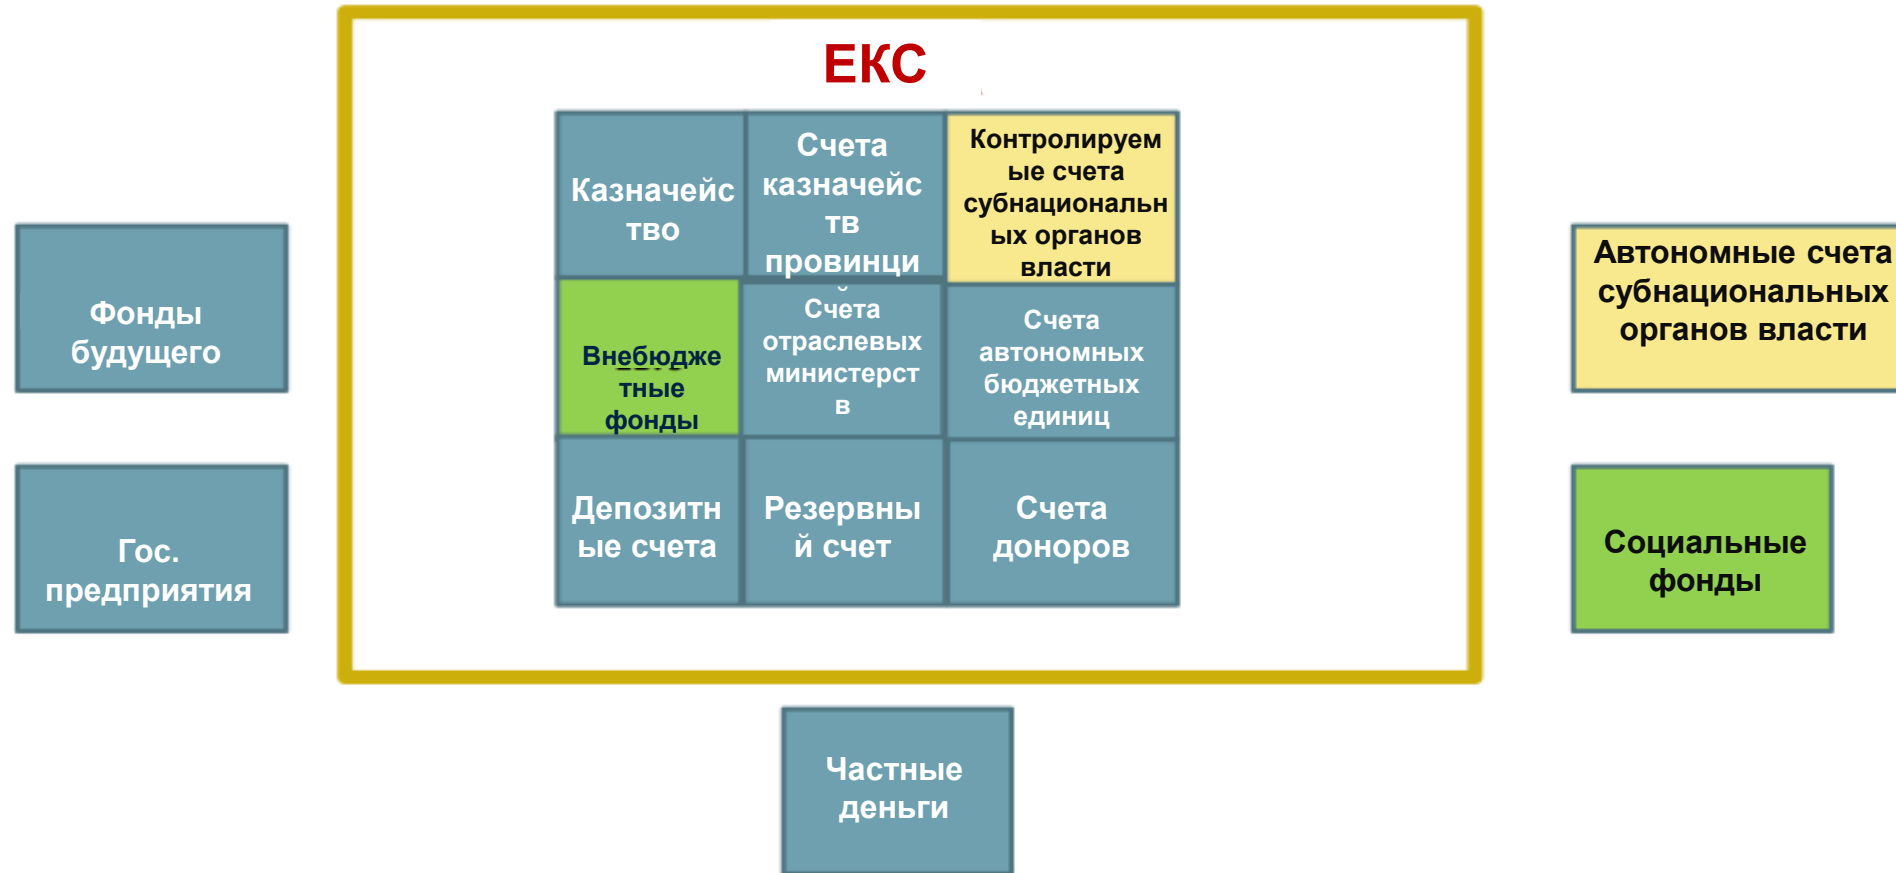 ЕКС
Казначейс
тво
Счета
казначейс
тв
провинци
й
Контролируем
ые счета
субнациональн
ых органов
власти
Внебюдже
тные
фонды
Счета
отраслевых
министерст
в
Счета
автономных
бюджетных
единиц
Депозитн
ые счета
Резервны
й счет
Счета
доноров
Фонды
будущего
Гос.
предприятия
Автономные счета
субнациональных
органов власти
Социальные
фонды
Частные
деньги